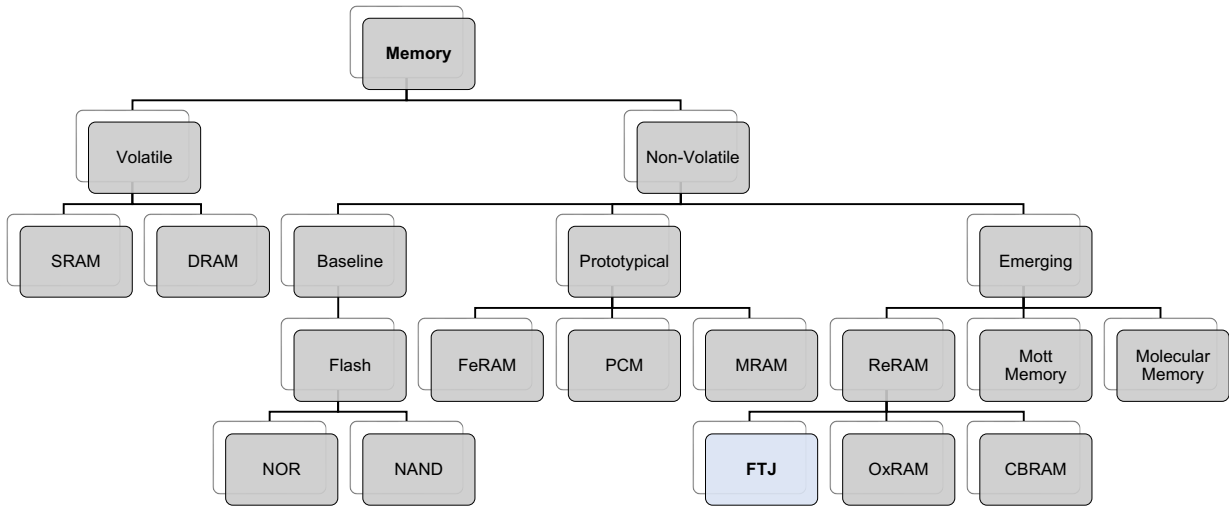 Memory
Volatile
Non-Volatile
SRAM
DRAM
Baseline
Prototypical
Emerging
Flash
FeRAM
PCM
MRAM
ReRAM
Mott
Memory
Molecular
Memory
NOR
NAND
FTJ
OxRAM
CBRAM